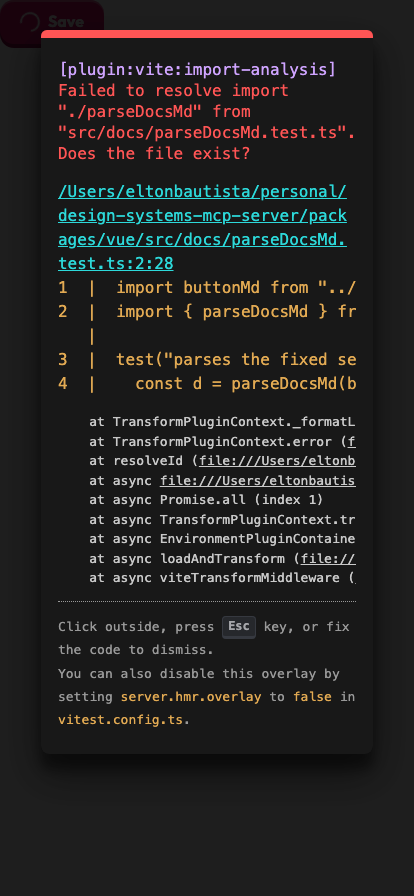 Save
[plugin:vite:import-analysis]
Failed to resolve import
"./parseDocsMd" from
"src/docs/parseDocsMd.test.ts".
Does the file exist?
/Users/eltonbautista/personal/
design-systems-mcp-server/pack
ages/vue/src/docs/parseDocsMd.
test.ts:2:28
1  |  import buttonMd from "../
2  |  import { parseDocsMd } fr
   |
3  |  test("parses the fixed se
4  |    const d = parseDocsMd(b
at TransformPluginContext._formatL
at TransformPluginContext.error (f
at resolveId (file:///Users/eltonb
at async file:///Users/eltonbautis
at async Promise.all (index 1)
at async TransformPluginContext.tr
at async EnvironmentPluginContaine
at async loadAndTransform (file://
at async viteTransformMiddleware (
Click outside, press Esc key, or fix
the code to dismiss.
You can also disable this overlay by
setting server.hmr.overlay to false in
vitest.config.ts.